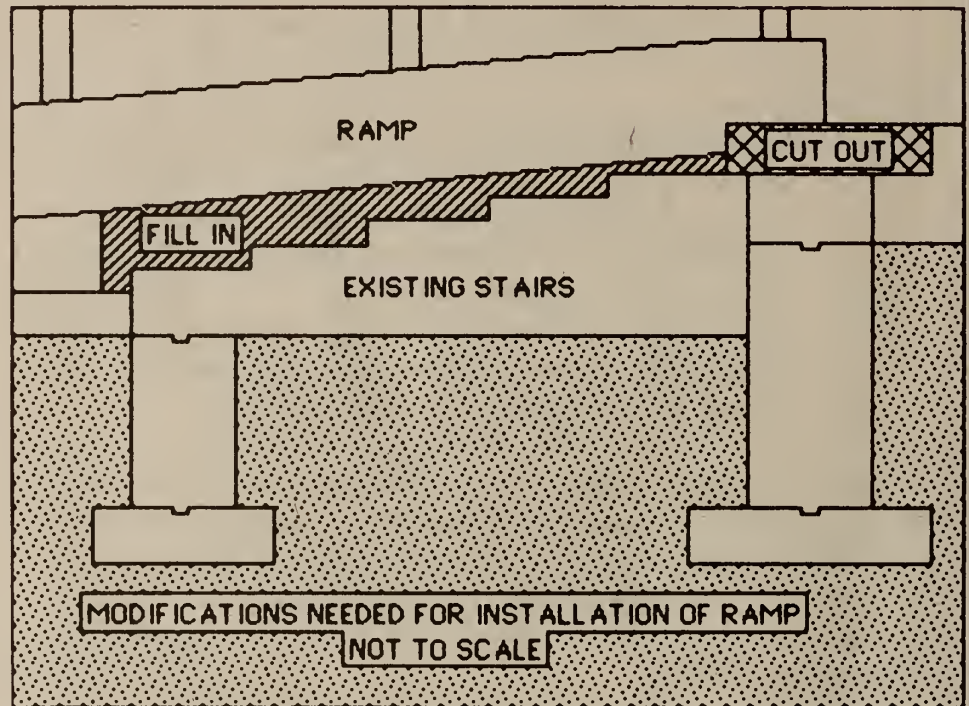 RAMP
CUT OUT
FILL IN
EXISTING STAIRS
MODIFICATIONS NEEDED FOR INSTALLATION OF RAMP
NOT TO SCALE